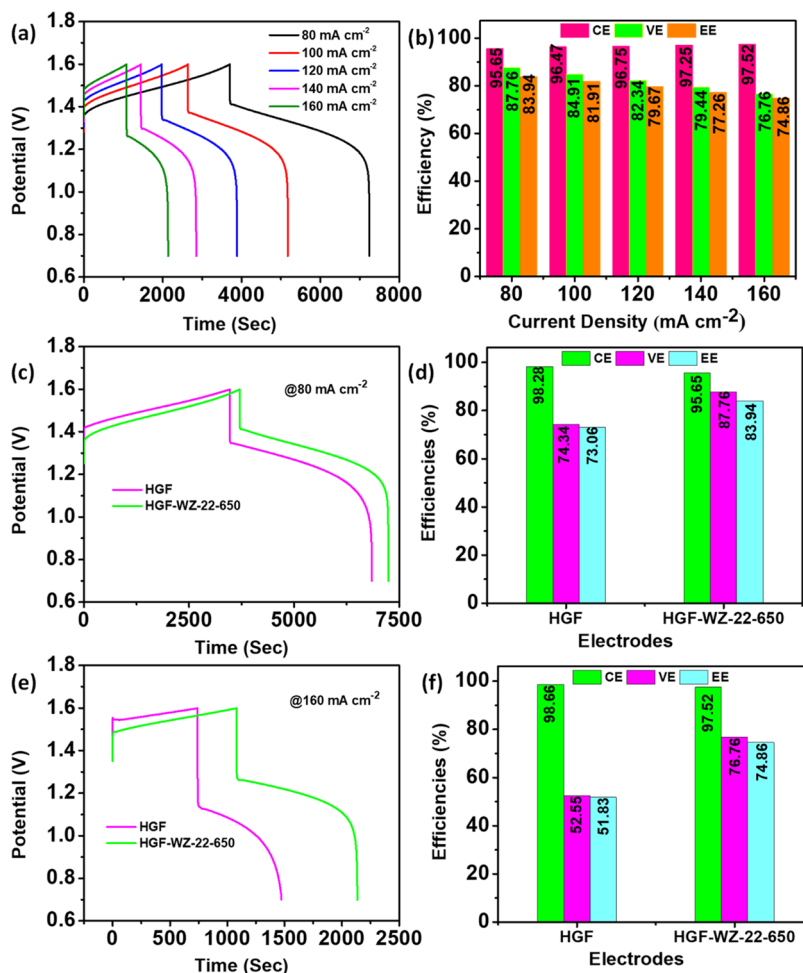 (a)
80 mA cm-2
100 mA cm-2
120 mA cm-2
140 mA cm-2
160 mA cm-2
Potential (V)
1.8
1.6
1.4
1.2
1.0
0.8
0.6
0 2000 4000 6000 8000
Time (Sec)
(b)
CE VE EE
Efficiency (%)
100
80
60
40
20
0
95.65 87.76 83.94
96.47 84.91 81.91
96.75 82.34 79.67
97.25 79.44 77.26
97.52 76.76 74.86
80 100 120 140 160
Current Density (mA cm-2)
(c)
@80 mA cm-2
HGF
HGF-WZ-22-650
Potential (V)
1.8
1.6
1.4
1.2
1.0
0.8
0.6
0 2500 5000 7500
Time (Sec)
(d)
CE VE EE
Efficiencies (%)
100
80
60
40
20
0
98.28 74.34 73.06
95.65 87.76 83.94
HGF HGF-WZ-22-650
Electrodes
(e)
@160 mA cm-2
HGF
HGF-WZ-22-650
Potential (V)
1.8
1.6
1.4
1.2
1.0
0.8
0.6
0 500 1000 1500 2000 2500
Time (Sec)
(f)
CE VE EE
Efficiencies (%)
100
80
60
40
20
0
98.66 52.55 51.83
97.52 76.76 74.86
HGF HGF-WZ-22-650
Electrodes